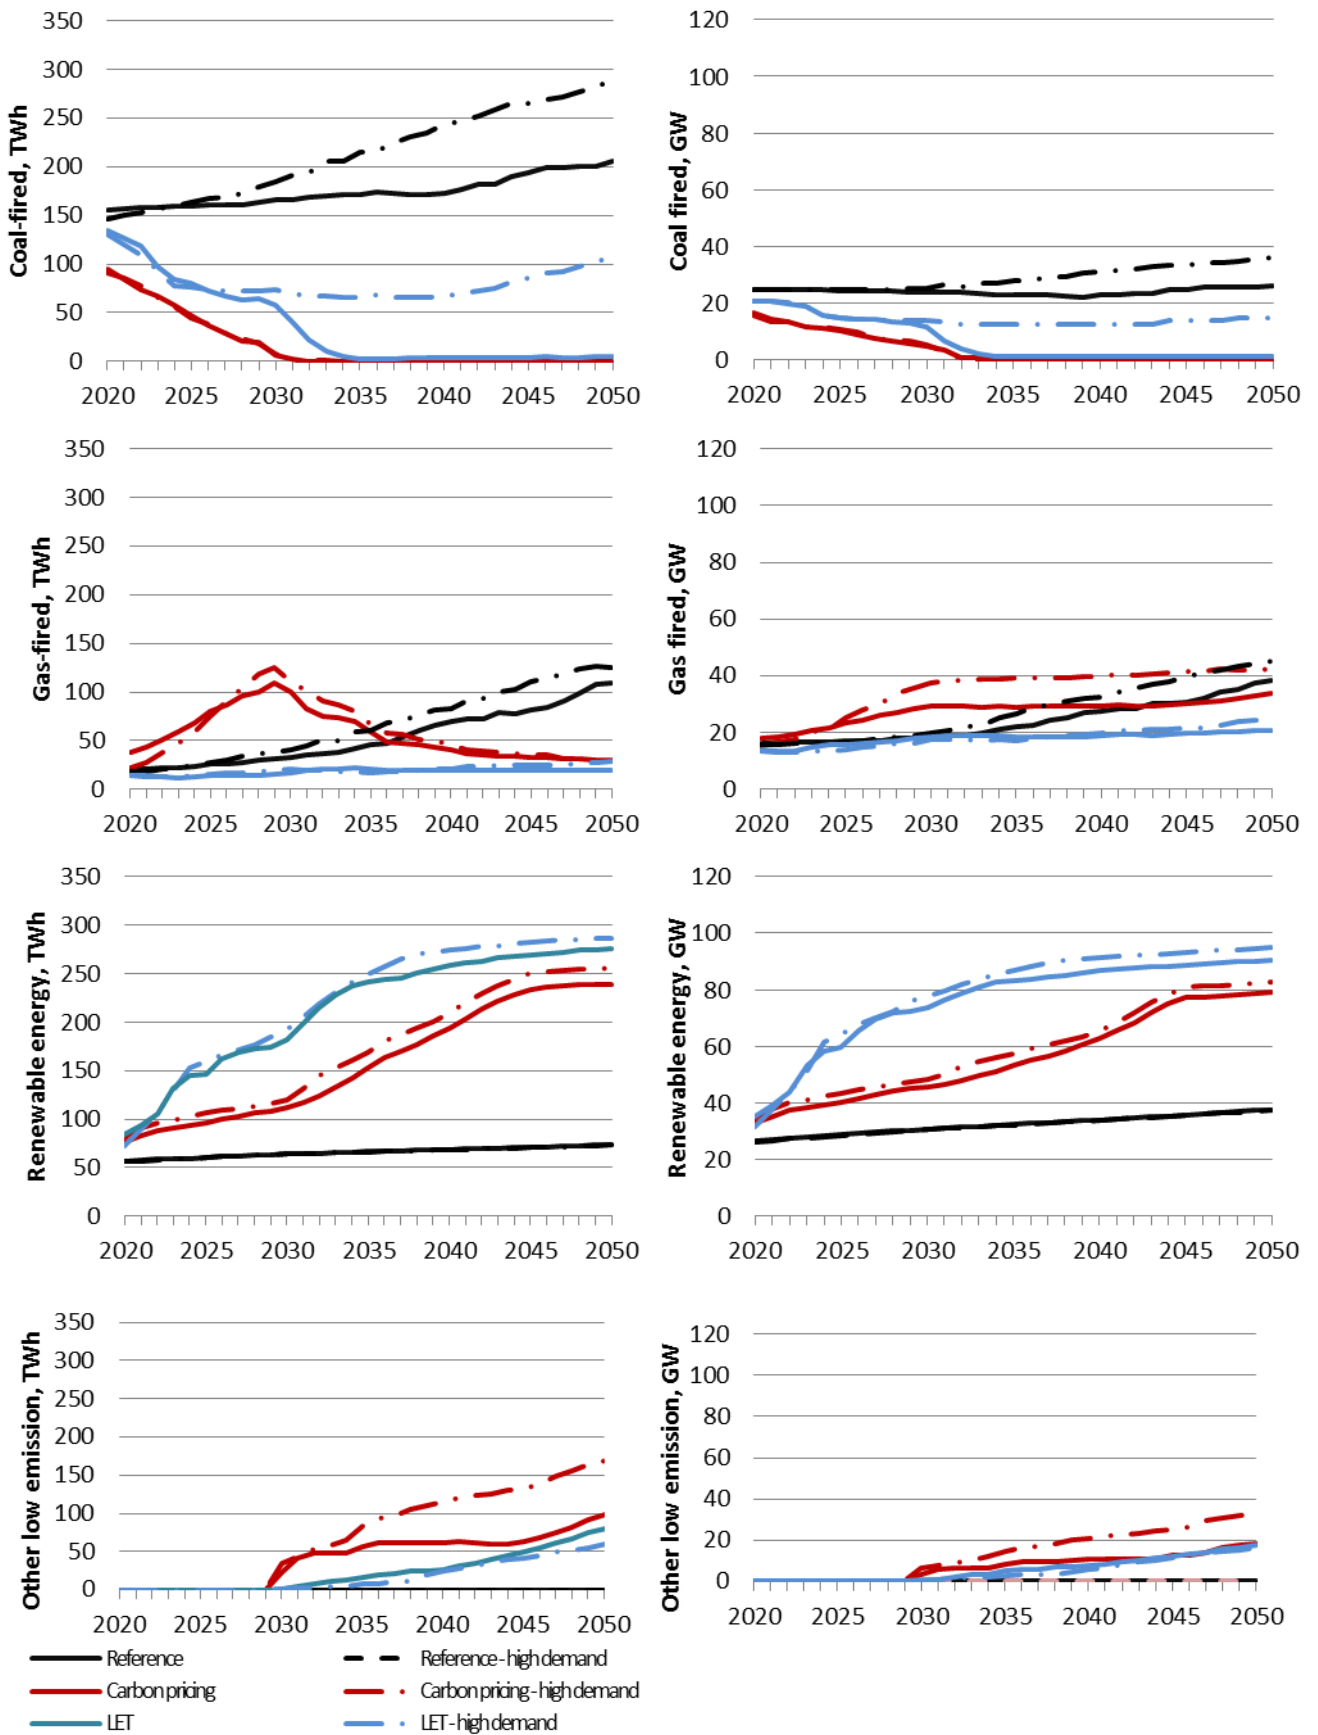 350
300
250
200
150
100
50
0
Coal-fired, TWh
2020 2025 2030 2035 2040 2045 2050
120
100
80
60
40
20
0
Coal fired, GW
2020 2025 2030 2035 2040 2045 2050
350
300
250
200
150
100
50
0
Gas-fired, TWh
2020 2025 2030 2035 2040 2045 2050
120
100
80
60
40
20
0
Gas fired, GW
2020 2025 2030 2035 2040 2045 2050
350
300
250
200
150
100
50
0
Renewable energy, TWh
2020 2025 2030 2035 2040 2045 2050
120
100
80
60
40
20
0
Renewable energy, GW
2020 2025 2030 2035 2040 2045 2050
350
300
250
200
150
100
50
0
Other low emission, TWh
2020 2025 2030 2035 2040 2045 2050
120
100
80
60
40
20
0
Other low emission, GW
2020 2025 2030 2035 2040 2045 2050
Reference
Reference - high demand
Carbon pricing
Carbon pricing - high demand
LET
LET - high demand